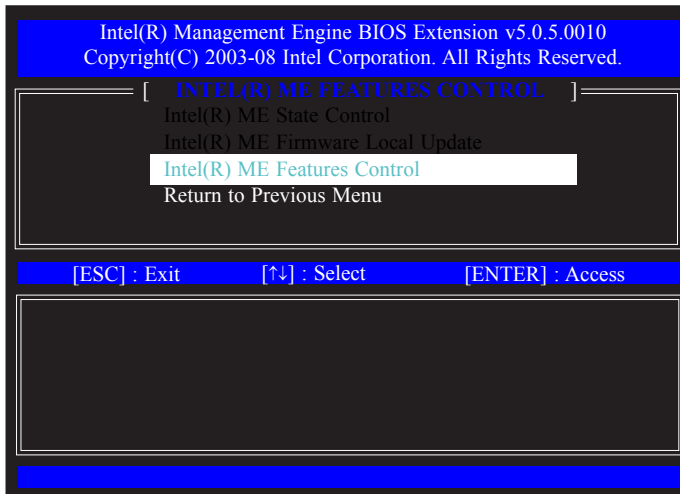 Intel(R) Management Engine BIOS Extension v5.0.5.0010
Copyright(C) 2003-08 Intel Corporation. All Rights Reserved.
[ INTEL(R) ME FEATURES CONTROL ]
Intel(R) ME State Control
Intel(R) ME Firmware Local Update
Intel(R) ME Features Control
Return to Previous Menu
[ESC] : Exit [↑↓] : Select [ENTER] : Access